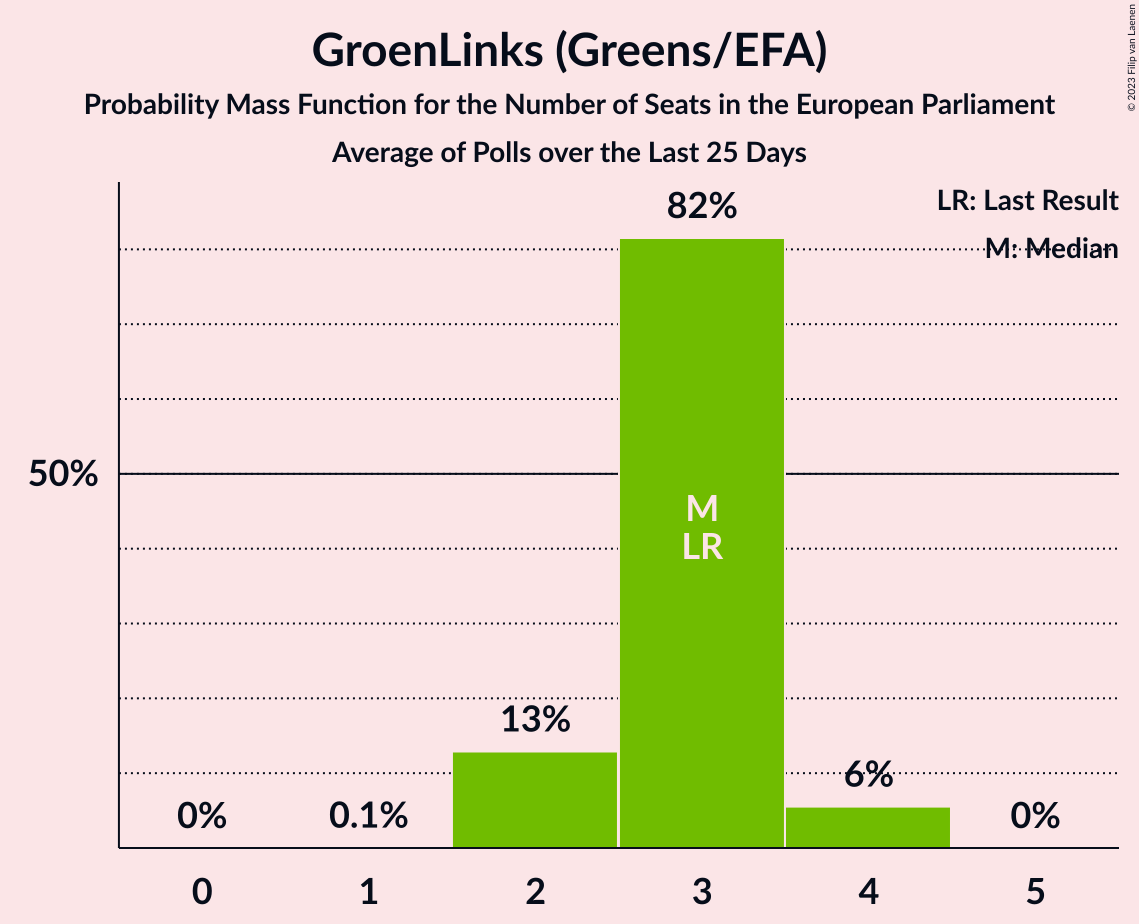 GroenLinks (Greens/EFA)
Probability Mass Function for the Number of Seats in the European Parliament
Average of Polls over the Last 25 Days
© 2023 Filip van Laenen
LR: Last Result
M: Median
82%
50%
M
LR
13%
6%
0%
0.1%
0%
0 1 2 3 4 5